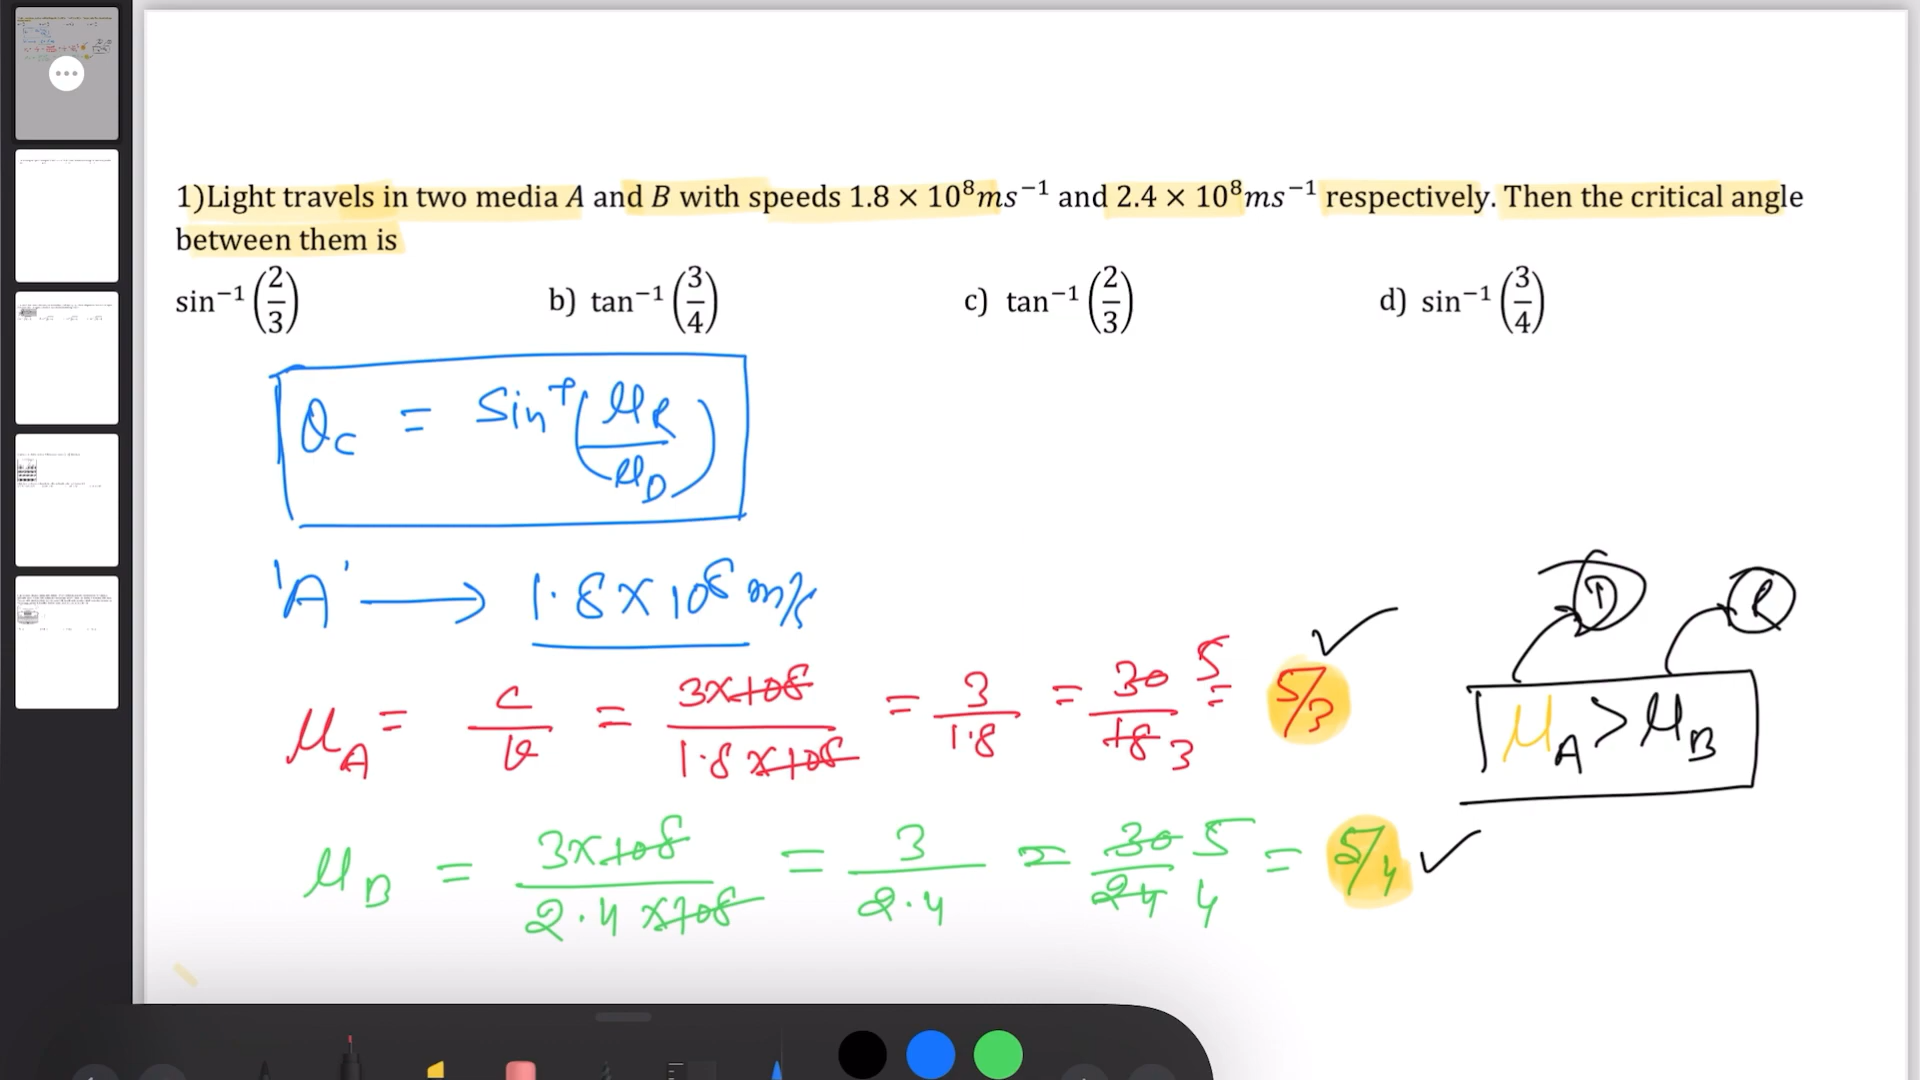 1)Light travels in two media A and B with speeds 1.8 × 10⁸ms⁻¹ and 2.4 × 10⁸ms⁻¹ respectively. Then the critical angle
between them is
sin⁻¹(2/3) b) tan⁻¹(3/4) c) tan⁻¹(2/3) d) sin⁻¹(3/4)
θc = Sin⁻¹(μR/μD)
'A' → 1.8×10⁸ m/s
D R
μA = c/v = 3×10⁸/1.8×10⁸ = 3/1.8 = 30/18 5/3 = 5/3
μA > μB
μB = 3×10⁸/2.4×10⁸ = 3/2.4 = 30/24 5/4 = 5/4